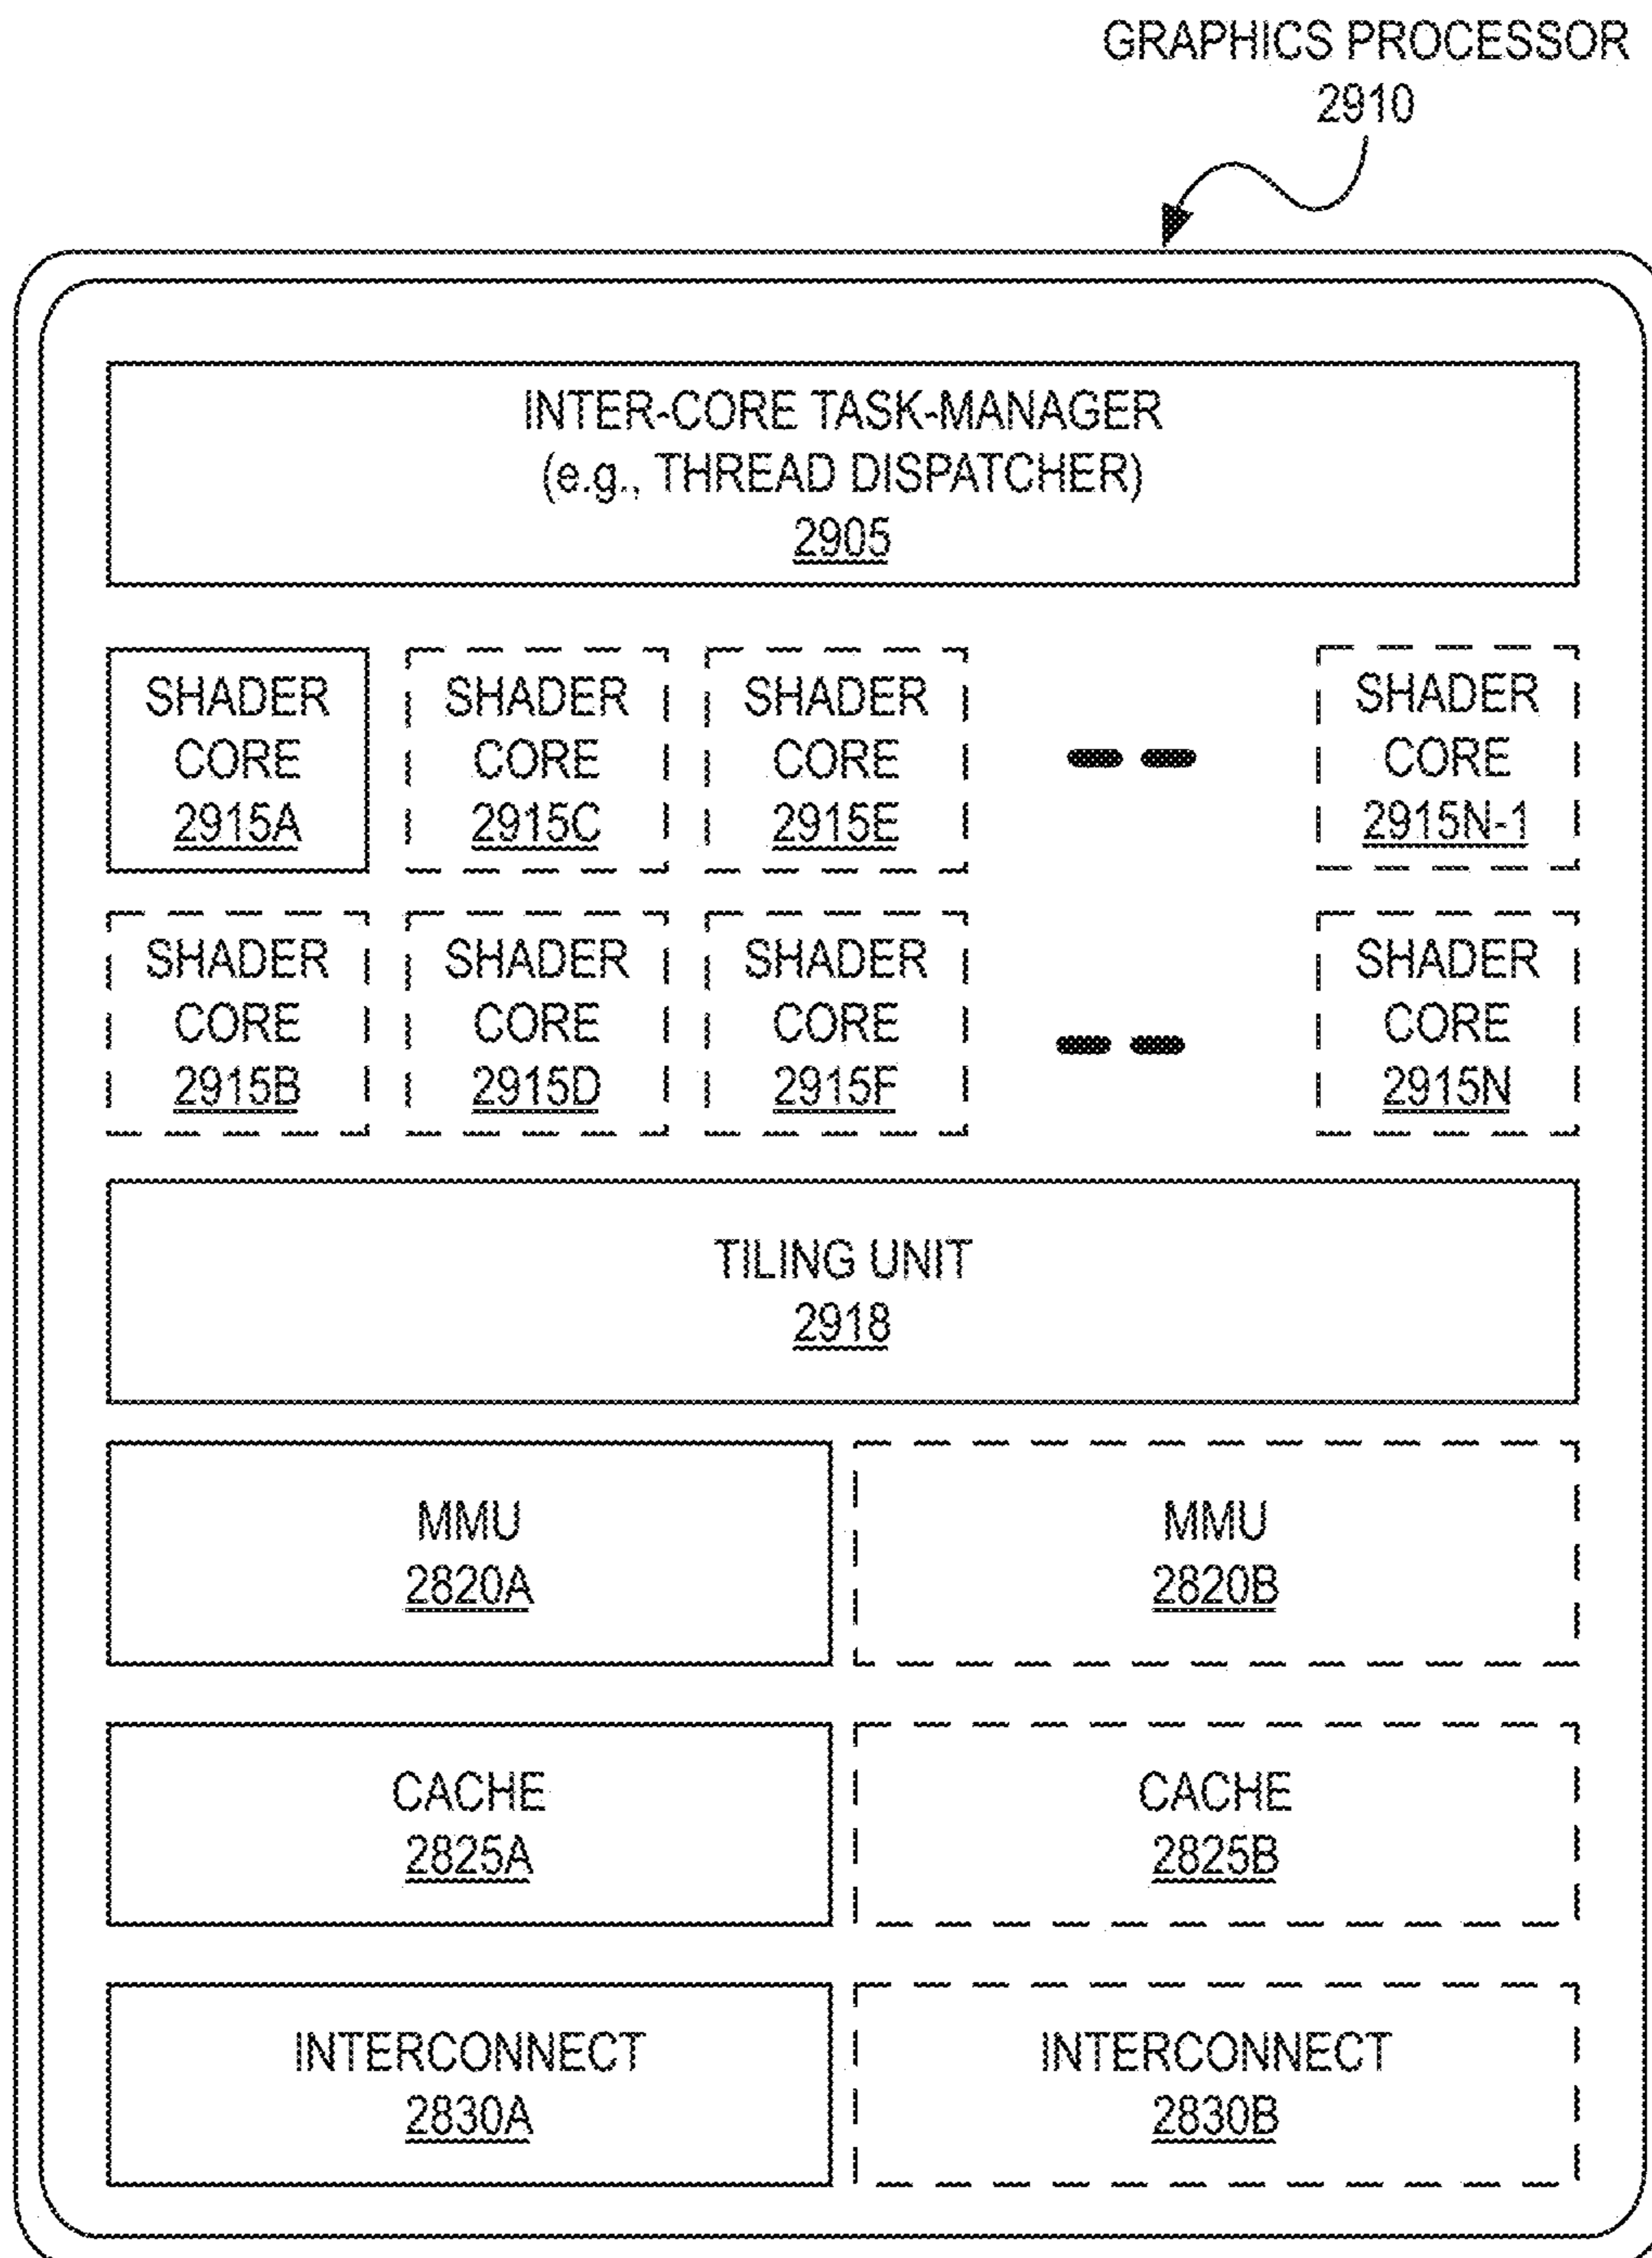 GRAPHICS PROCESSOR
2910
INTER-CORE TASK-MANAGER
(e.g., THREAD DISPATCHER)
2905
SHADER
CORE
2915A
SHADER
CORE
2915C
SHADER
CORE
2915E
SHADER
CORE
2915N-1
SHADER
CORE
2915B
SHADER
CORE
2915D
SHADER
CORE
2915F
SHADER
CORE
2915N
TILING UNIT
2918
MMU
2820A
MMU
2820B
CACHE
2825A
CACHE
2825B
INTERCONNECT
2830A
INTERCONNECT
2830B